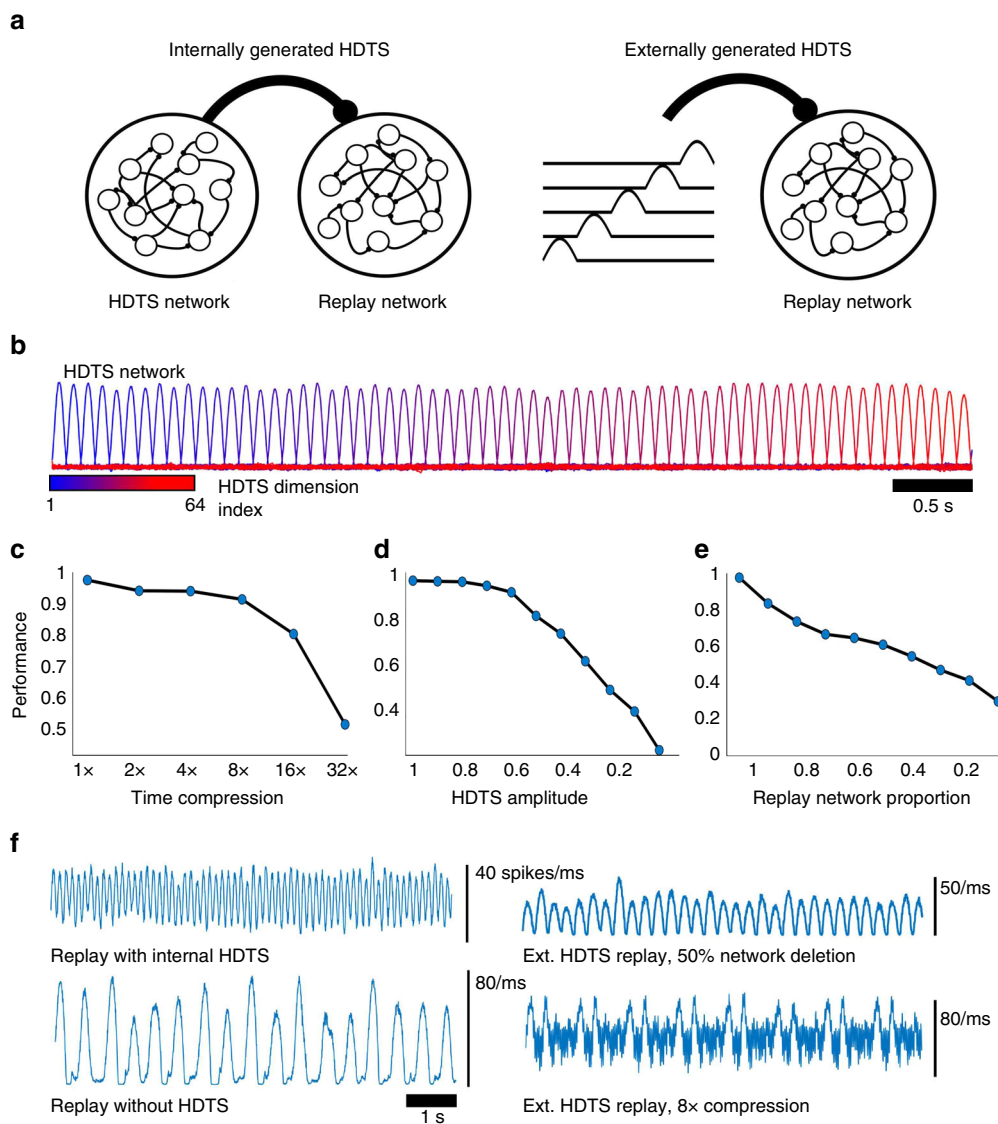 a
Internally generated HDTS
Externally generated HDTS
HDTS network
Replay network
Replay network
b
HDTS network
1
64
HDTS dimension
index
0.5 s
c
Performance
1
0.9
0.8
0.7
0.6
0.5
1×
2×
4×
8×
16×
32×
Time compression
d
1
0.8
0.6
0.4
1
0.8
0.6
0.4
0.2
HDTS amplitude
e
1
0.8
0.6
0.4
0.2
0
1
0.8
0.6
0.4
0.2
Replay network proportion
f
40 spikes/ms
Replay with internal HDTS
50/ms
Ext. HDTS replay, 50% network deletion
80/ms
Replay without HDTS
1 s
80/ms
Ext. HDTS replay, 8× compression